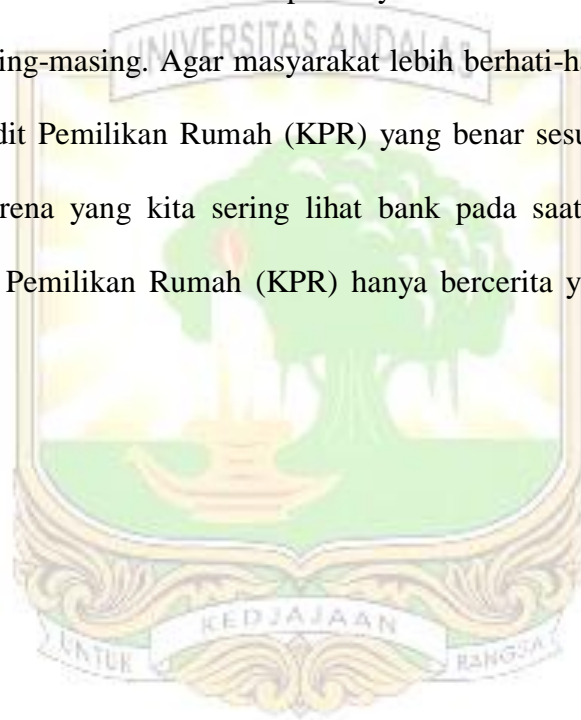 UNIVERSITAS ANDALAS
ing-masing. Agar masyarakat lebih berhati-ha
dit Pemilikan Rumah (KPR) yang benar sesu
rena yang kita sering lihat bank pada saat
Pemilikan Rumah (KPR) hanya bercerita y
KEDJAJAAN
UNTUK BANGSA